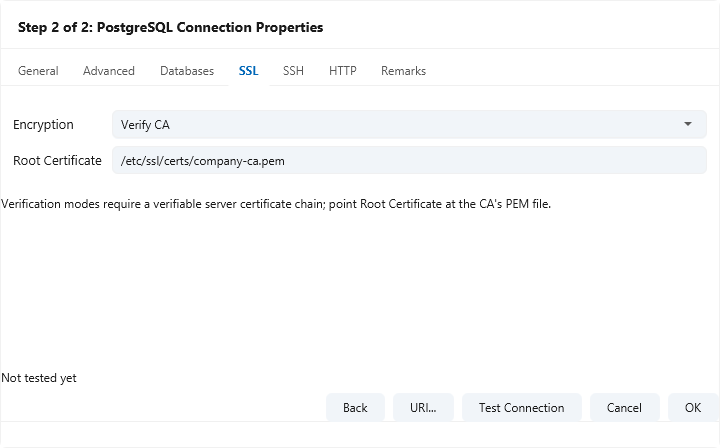 Step 2 of 2: PostgreSQL Connection Properties
General Advanced Databases SSL SSH HTTP Remarks
Encryption Verify CA
Root Certificate /etc/ssl/certs/company-ca.pem
Verification modes require a verifiable server certificate chain; point Root Certificate at the CA's PEM file.
Not tested yet
Back URI... Test Connection Cancel OK